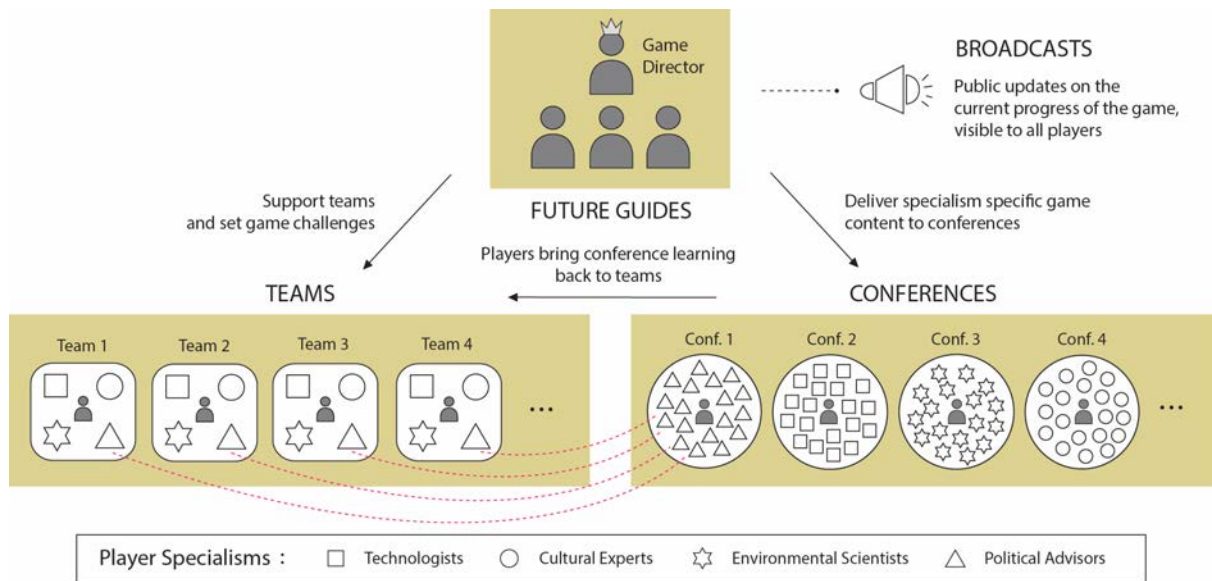 Game
Director
BROADCASTS
Public updates on the
current progress of the game,
visible to all players
FUTURE GUIDES
Support teams
and set game challenges
Deliver specialism specific game
content to conferences
Players bring conference learning
back to teams
TEAMS
CONFERENCES
Team 1
Team 2
Team 3
Team 4
...
Conf. 1
Conf. 2
Conf. 3
Conf. 4
...
Player Specialisms :
Technologists
Cultural Experts
Environmental Scientists
Political Advisors